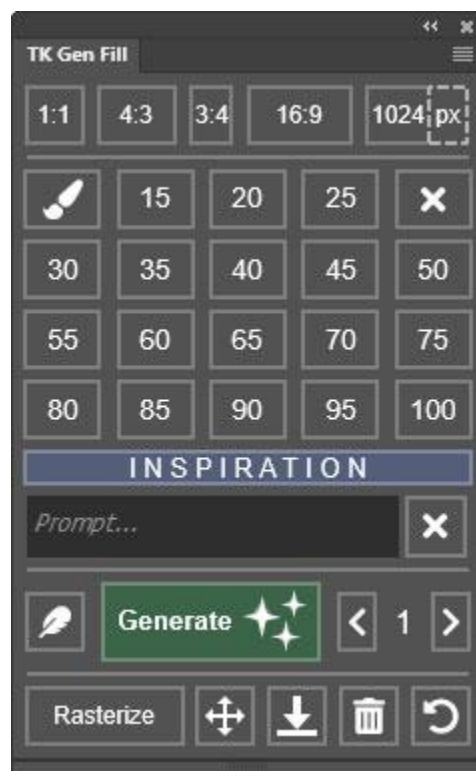 TK Gen Fill
1:1 4:3 3:4 16:9 1024 px
15 20 25
30 35 40 45 50
55 60 65 70 75
80 85 90 95 100
INSPIRATION
Prompt...
Generate 1
Rasterize